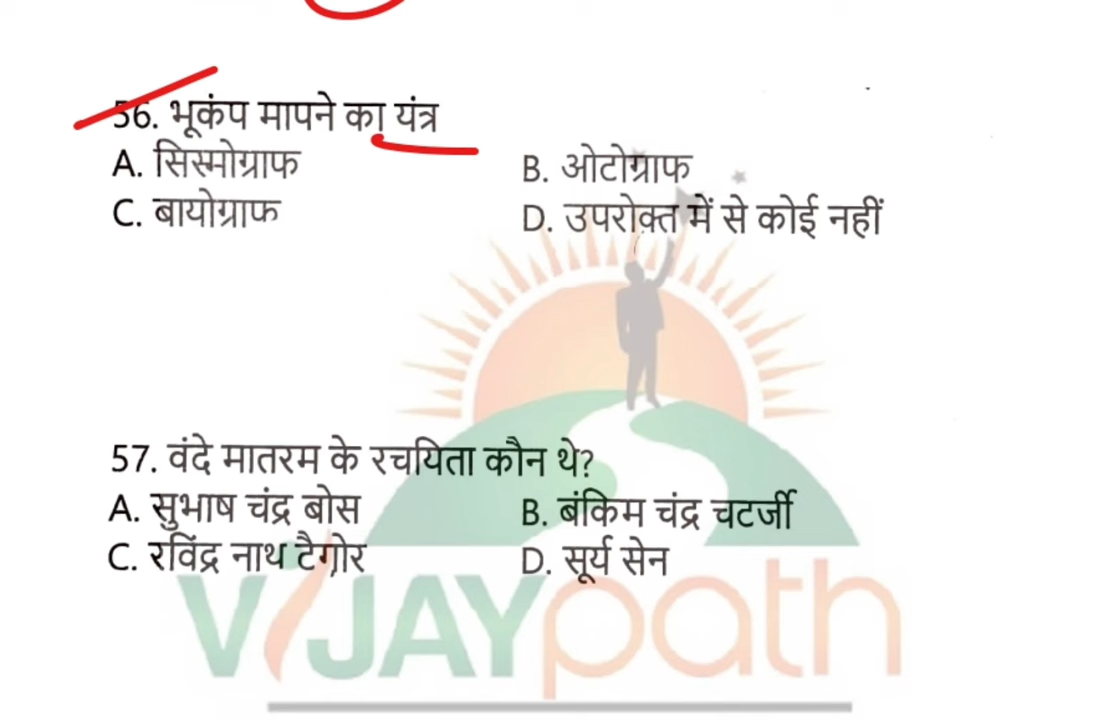 56. भूकंप मापने का यंत्र
A. सिस्मोग्राफ B. ओटोग्राफ
C. बायोग्राफ D. उपरोक्त में से कोई नहीं
57. वंदे मातरम के रचयिता कौन थे?
A. सुभाष चंद्र बोस B. बंकिम चंद्र चटर्जी
C. रविंद्र नाथ टैगोर D. सूर्य सेन
VIJAYpath